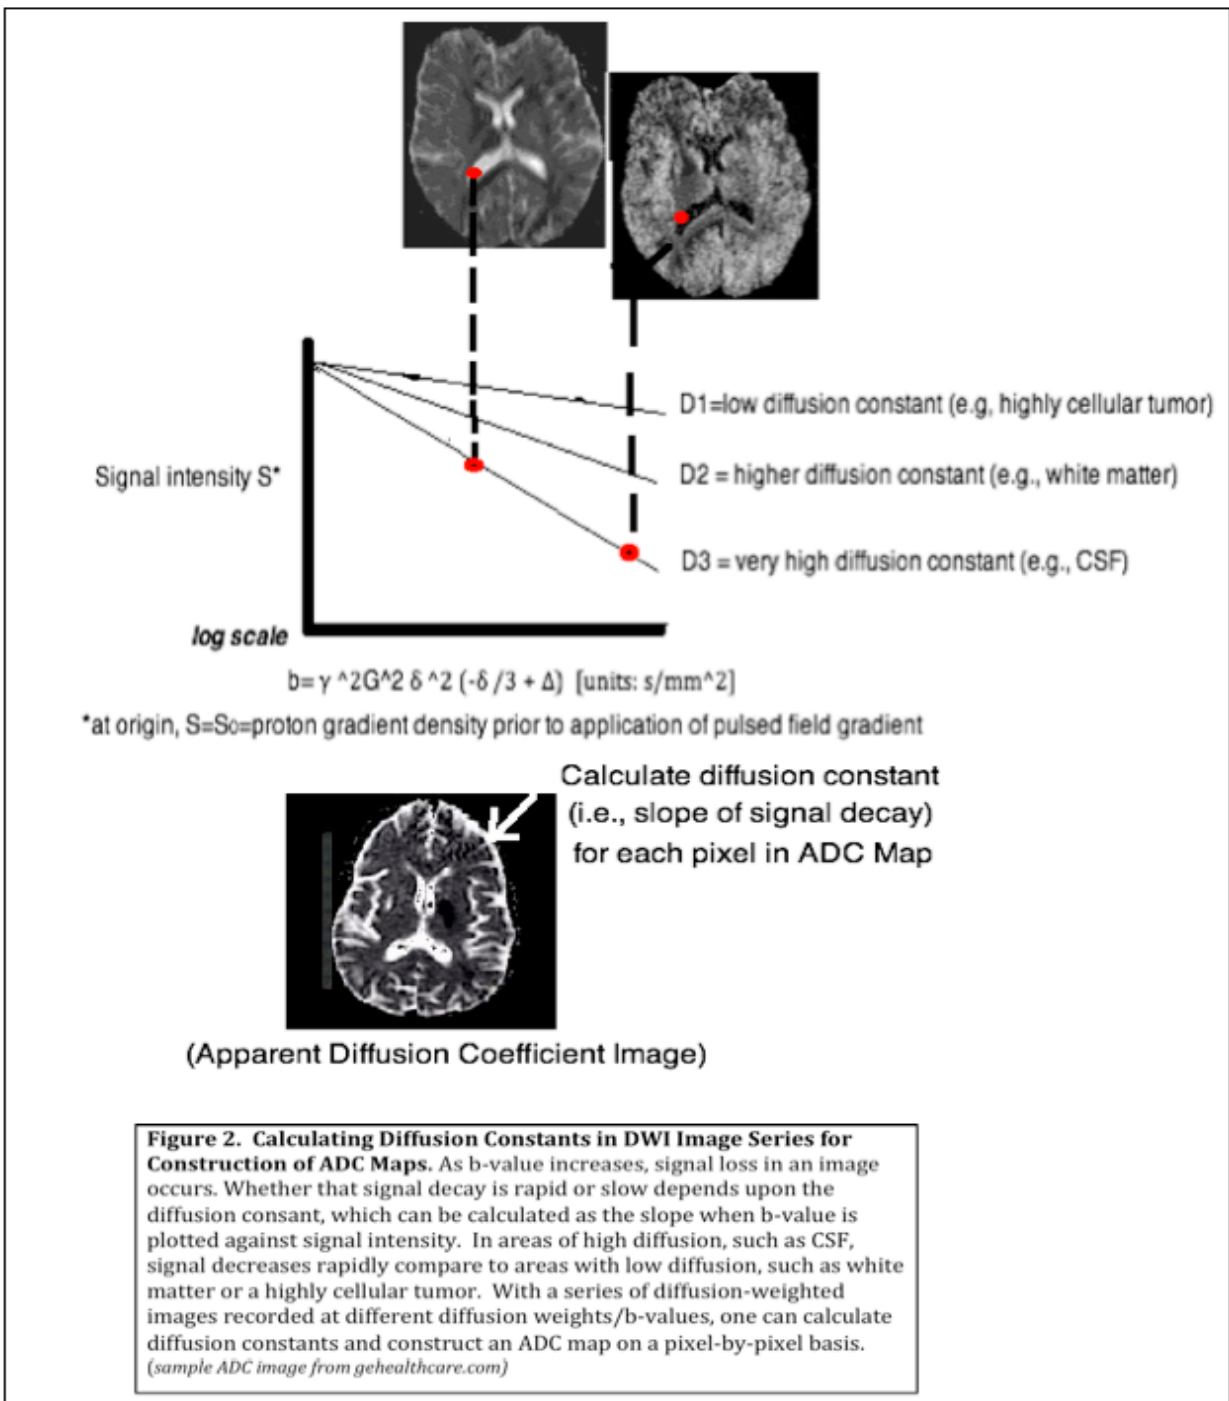 D1=low diffusion constant (e.g, highly cellular tumor)
Signal intensity S*
D2 = higher diffusion constant (e.g., white matter)
D3 = very high diffusion constant (e.g., CSF)
log scale
b= γ ^2G^2 δ ^2 (-δ /3 + Δ) [units: s/mm^2]
*at origin, S=S₀=proton gradient density prior to application of pulsed field gradient
Calculate diffusion constant
(i.e., slope of signal decay)
for each pixel in ADC Map
(Apparent Diffusion Coefficient Image)
Figure 2. Calculating Diffusion Constants in DWI Image Series for
Construction of ADC Maps. As b-value increases, signal loss in an image
occurs. Whether that signal decay is rapid or slow depends upon the
diffusion consant, which can be calculated as the slope when b-value is
plotted against signal intensity. In areas of high diffusion, such as CSF,
signal decreases rapidly compare to areas with low diffusion, such as white
matter or a highly cellular tumor. With a series of diffusion-weighted
images recorded at different diffusion weights/b-values, one can calculate
diffusion constants and construct an ADC map on a pixel-by-pixel basis.
(sample ADC image from gehealthcare.com)